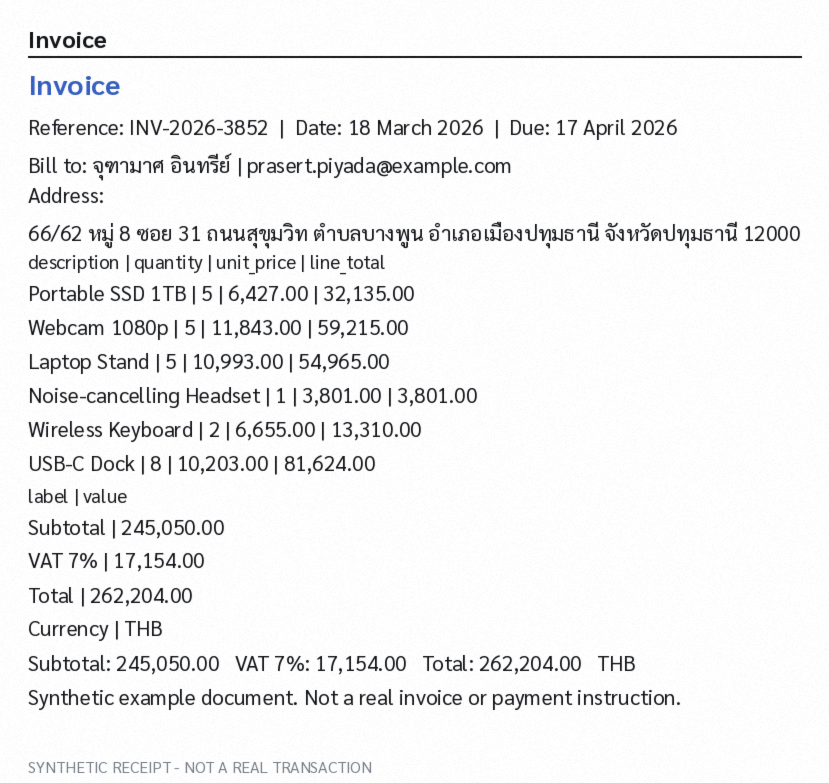 Invoice
Invoice
Reference: INV-2026-3852 | Date: 18 March 2026 | Due: 17 April 2026
Bill to: จุฑามาศ อินทรีย์ | prasert.piyada@example.com
Address:
66/62 หมู่ 8 ซอย 31 ถนนสุขุมวิท ตำบลบางพูน อำเภอเมืองปทุมธานี จังหวัดปทุมธานี 12000
description | quantity | unit_price | line_total
Portable SSD 1TB | 5 | 6,427.00 | 32,135.00
Webcam 1080p | 5 | 11,843.00 | 59,215.00
Laptop Stand | 5 | 10,993.00 | 54,965.00
Noise-cancelling Headset | 1 | 3,801.00 | 3,801.00
Wireless Keyboard | 2 | 6,655.00 | 13,310.00
USB-C Dock | 8 | 10,203.00 | 81,624.00
label | value
Subtotal | 245,050.00
VAT 7% | 17,154.00
Total | 262,204.00
Currency | THB
Subtotal: 245,050.00 VAT 7%: 17,154.00 Total: 262,204.00 THB
Synthetic example document. Not a real invoice or payment instruction.
SYNTHETIC RECEIPT - NOT A REAL TRANSACTION